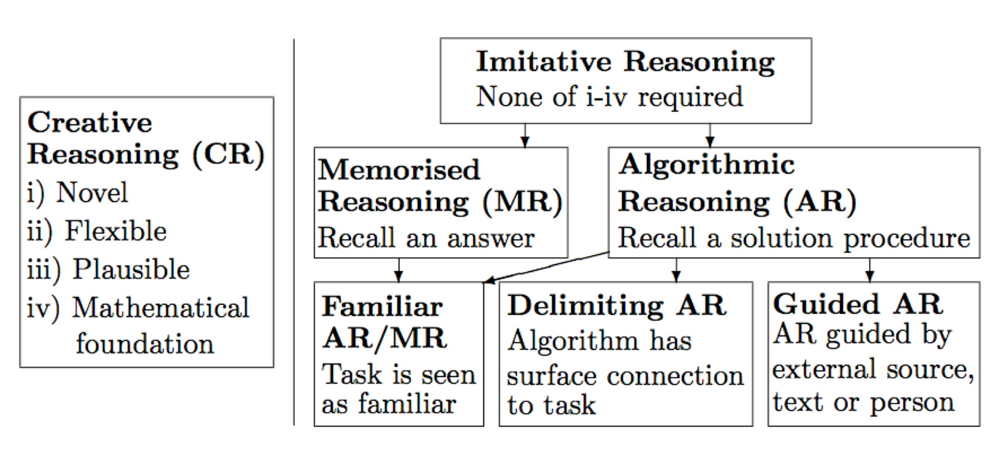 Creative
Reasoning (CR)
i) Novel
ii) Flexible
iii) Plausible
iv) Mathematical
foundation
Imitative Reasoning
None of i-iv required
Memorised
Reasoning (MR)
Recall an answer
Algorithmic
Reasoning (AR)
Recall a solution procedure
Familiar
AR/MR
Task is seen
as familiar
Delimiting AR
Algorithm has
surface connection
to task
Guided AR
AR guided by
external source,
text or person